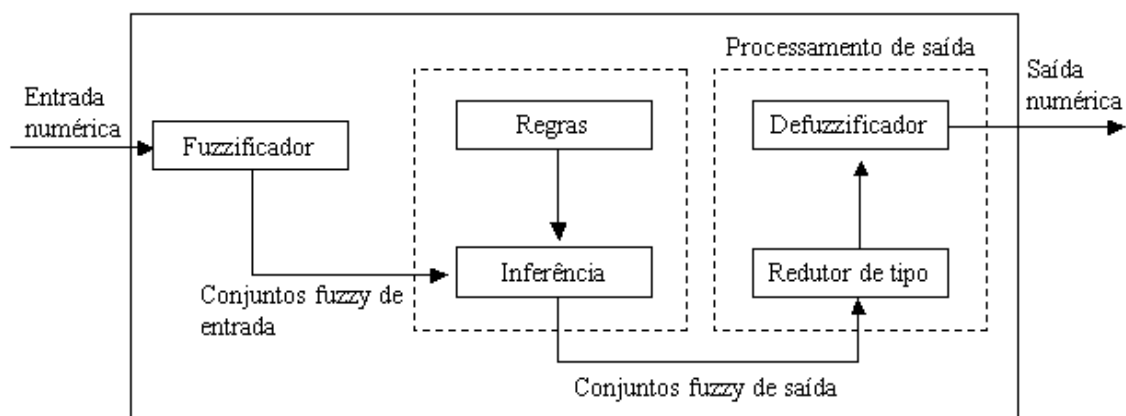 Processamento de saída
Entrada
numérica
Saída
numérica
Fuzzificador
Regras
Defuzzificador
Inferência
Redutor de tipo
Conjuntos fuzzy de
entrada
Conjuntos fuzzy de saída